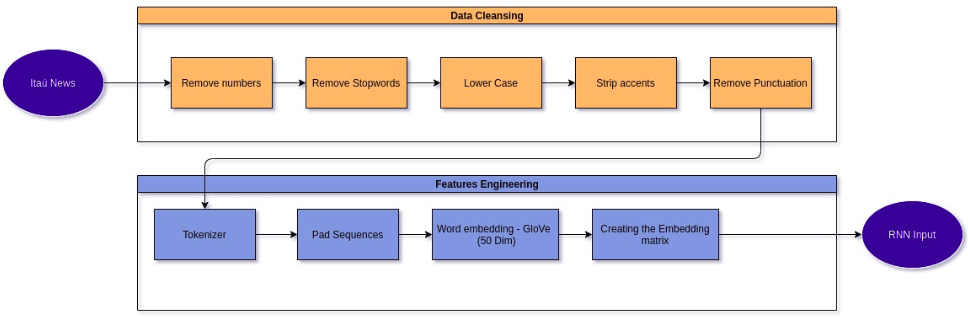 Data Cleansing
Itaú News
Remove numbers
Remove Stopwords
Lower Case
Strip accents
Remove Punctuation
Features Engineering
Tokenizer
Pad Sequences
Word embedding - GloVe
(50 Dim)
Creating the Embedding
matrix
RNN Input